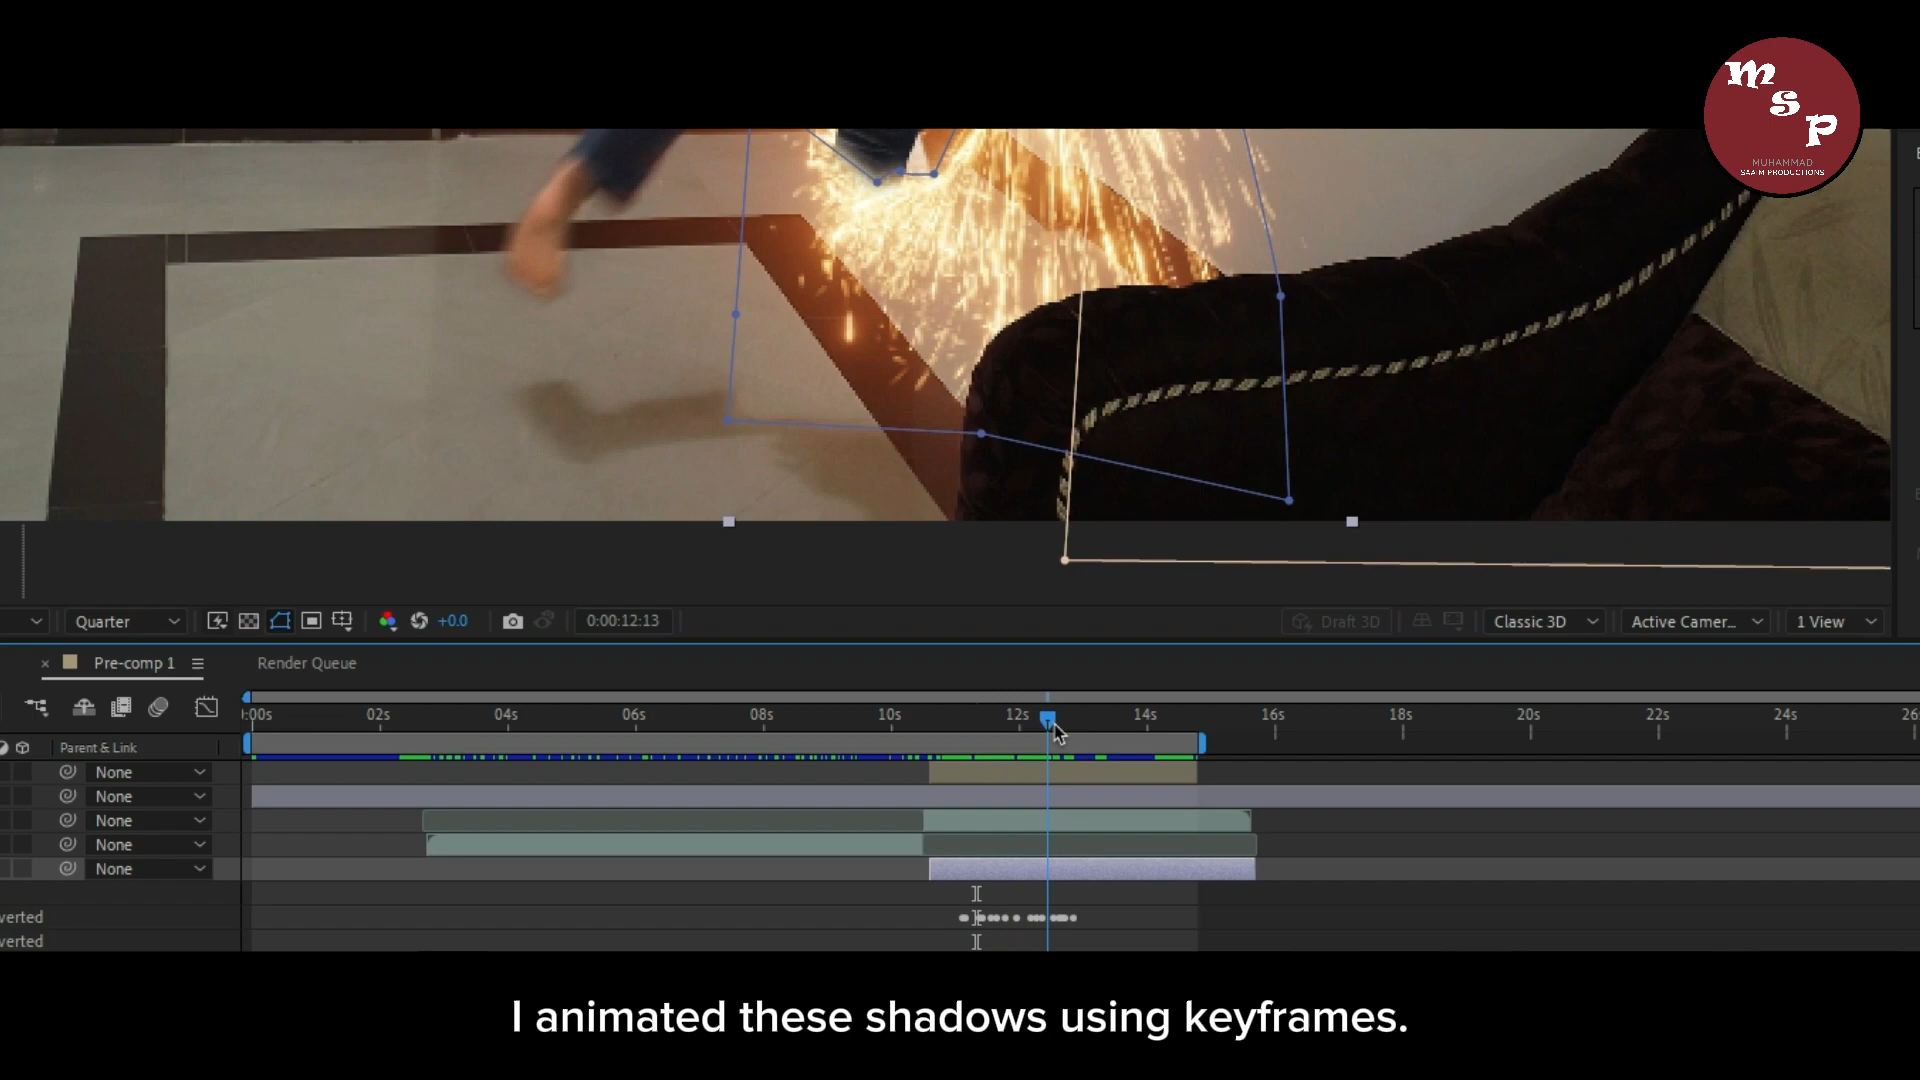 m
s
p
MUHAMMAD
SAAIM PRODUCTIONS
Quarter
+0.0
0:00:12:13
Draft 3D
Classic 3D
Active Camer...
1 View
× Pre-comp 1
Render Queue
:00s 02s 04s 06s 08s 10s 12s 14s 16s 18s 20s 22s 24s 26
Parent & Link
None
None
None
None
None
verted
verted
I animated these shadows using keyframes.